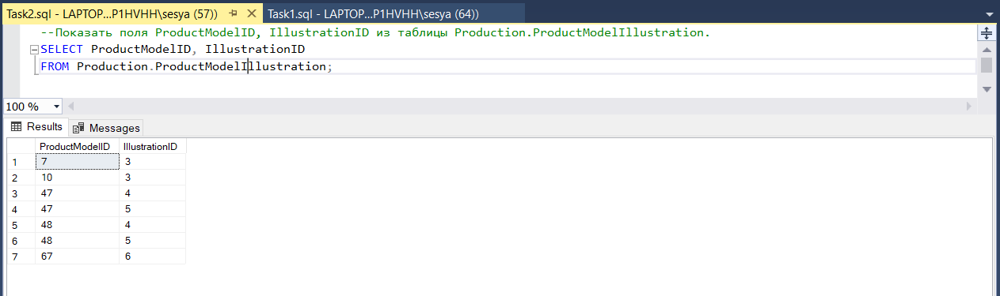 Task2.sql - LAPTOP...P1HVHH\sesya (57)) Task1.sql - LAPTOP...P1HVHH\sesya (64))
--Показать поля ProductModelID, IllustrationID из таблицы Production.ProductModelIllustration.
SELECT ProductModelID, IllustrationID
FROM Production.ProductModelIllustration;
100 %
Results Messages
ProductModelID IllustrationID
1 7 3
2 10 3
3 47 4
4 47 5
5 48 4
6 48 5
7 67 6